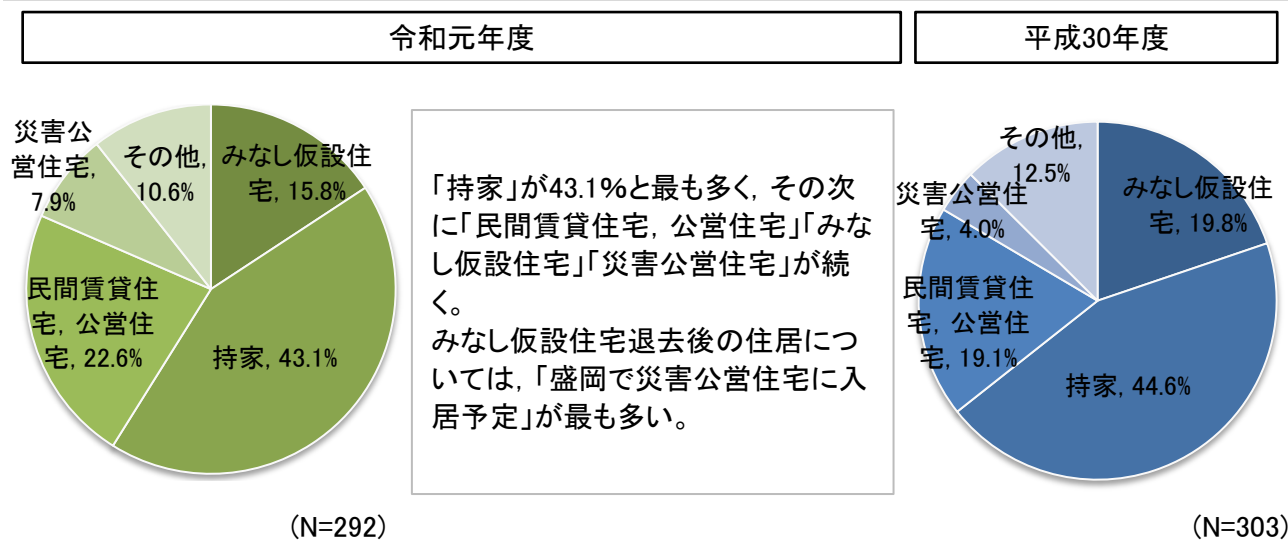 令和元年度
平成30年度
災害公
営住宅,
7.9%
その他,
10.6%
みなし仮設住
宅, 15.8%
民間賃貸住
宅, 公営住
宅, 22.6%
持家, 43.1%
(N=292)
「持家」が43.1%と最も多く, その次
に「民間賃貸住宅, 公営住宅」「みな
し仮設住宅」「災害公営住宅」が続
く。
みなし仮設住宅退去後の住居につ
いては,「盛岡で災害公営住宅に入
居予定」が最も多い。
その他,
12.5%
みなし仮設住
宅, 19.8%
災害公営住
宅, 4.0%
民間賃貸住
宅, 公営住
宅, 19.1%
持家, 44.6%
(N=303)